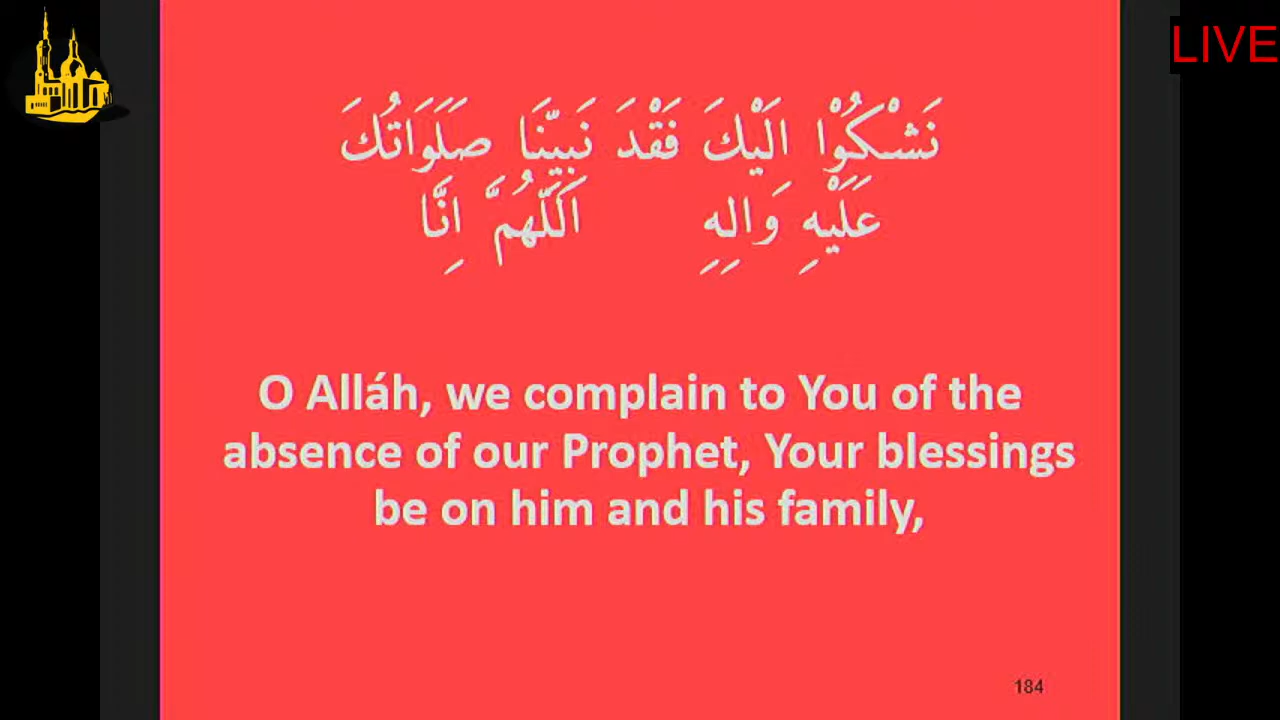 LIVE
نَشْكُوْا اَلَيْكَ فَقْدَ نَبِيِّنَا صَلَوَاتُكَ
عَلَيْهِ وَالِهِ اَللّٰهُمَّ اِنَّا
O Alláh, we complain to You of the
absence of our Prophet, Your blessings
be on him and his family,
184